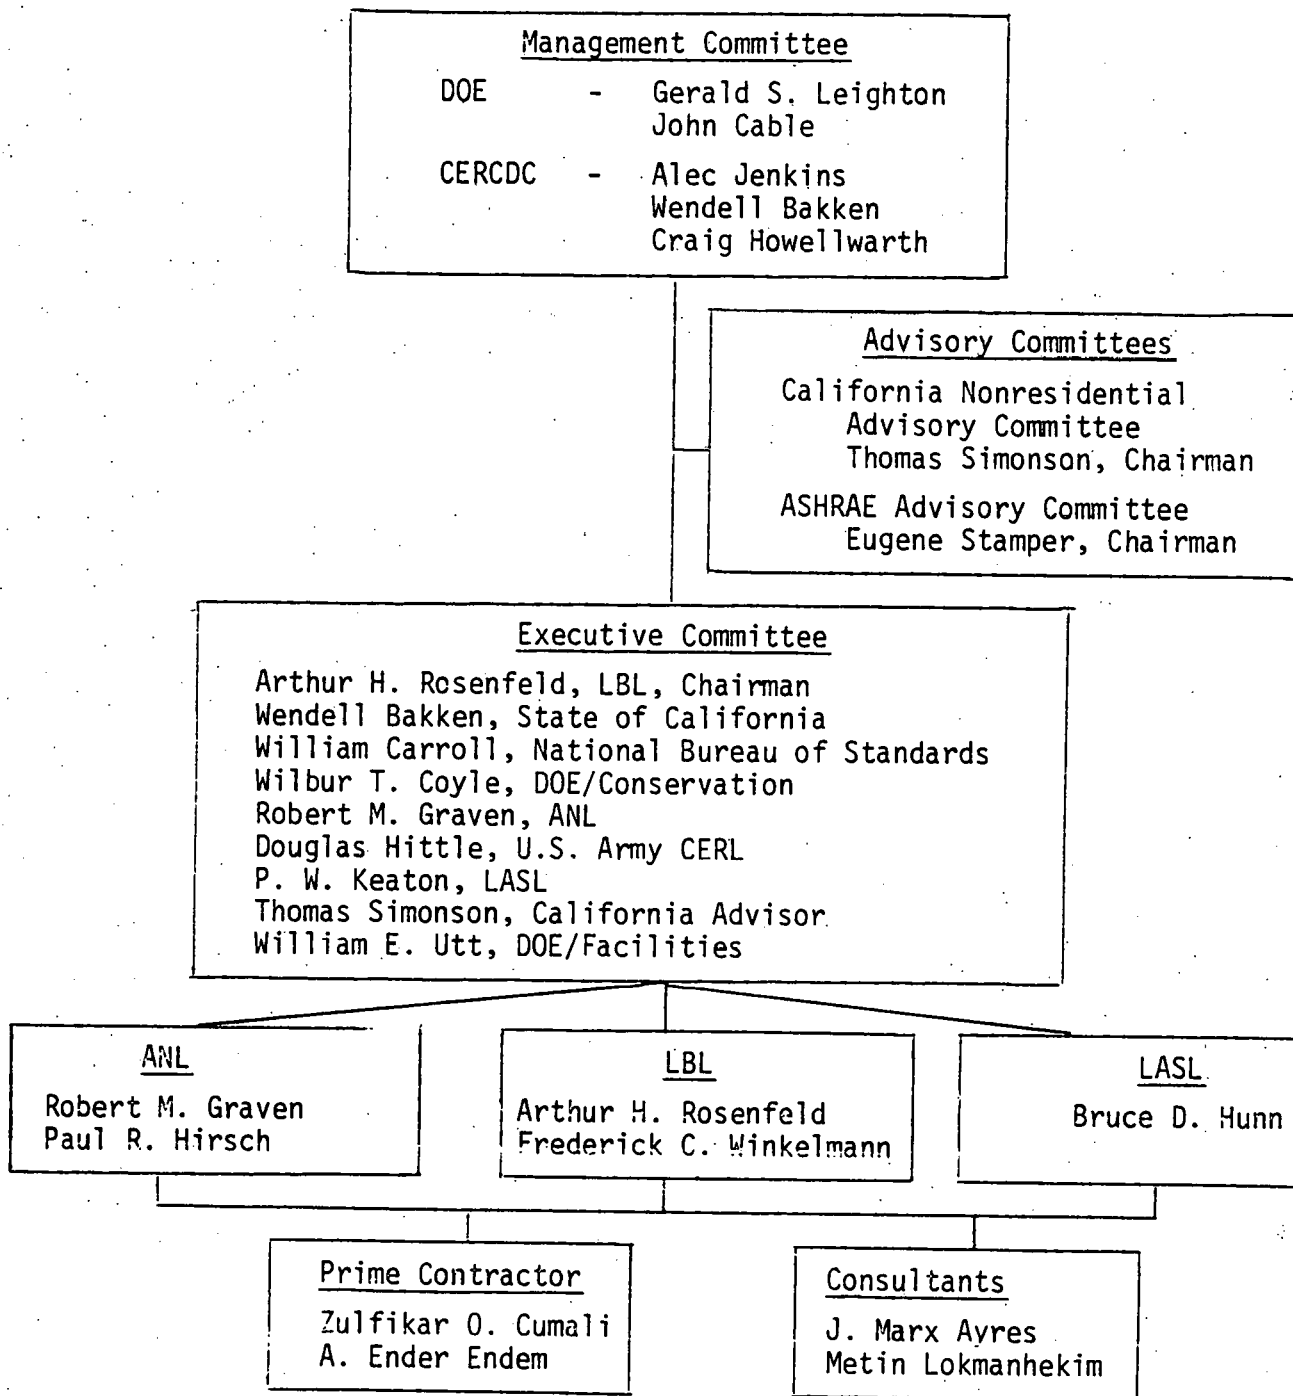 Management Committee
DOE - Gerald S. Leighton
John Cable
CERCDC - Alec Jenkins
Wendell Bakken
Craig Howellwarth
Advisory Committees
California Nonresidential
Advisory Committee
Thomas Simonson, Chairman
ASHRAE Advisory Committee
Eugene Stamper, Chairman
Executive Committee
Arthur H. Rosenfeld, LBL, Chairman
Wendell Bakken, State of California
William Carroll, National Bureau of Standards
Wilbur T. Coyle, DOE/Conservation
Robert M. Graven, ANL
Douglas Hittle, U.S. Army CERL
P. W. Keaton, LASL
Thomas Simonson, California Advisor
William E. Utt, DOE/Facilities
ANL
Robert M. Graven
Paul R. Hirsch
LBL
Arthur H. Rosenfeld
Frederick C. Winkelmann
LASL
Bruce D. Hunn
Prime Contractor
Zulfikar O. Cumali
A. Ender Endem
Consultants
J. Marx Ayres
Metin Lokmanhekim